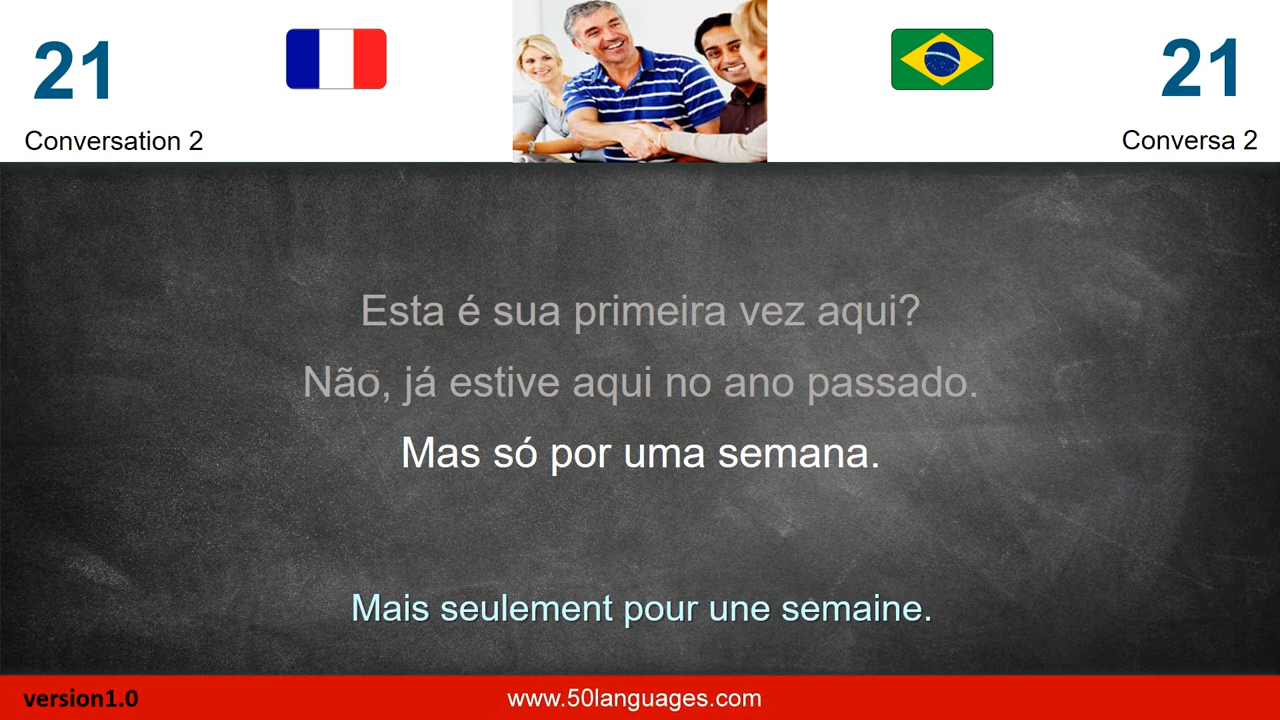 21
21
Conversation 2
Conversa 2
Esta é sua primeira vez aqui?
Não, já estive aqui no ano passado.
Mas só por uma semana.
Mais seulement pour une semaine.
version1.0
www.50languages.com